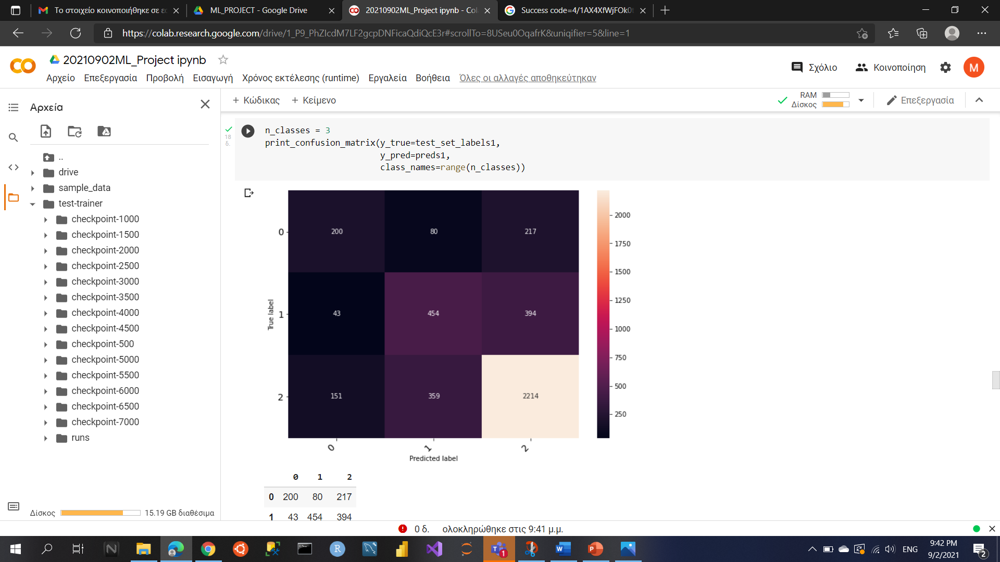 Το στοιχείο κοινοποιήθηκε σε εσ
ML_PROJECT - Google Drive
20210902ML_Project ipynb - Col
Success code=4/1AX4XfWjFOk0t
https://colab.research.google.com/drive/1_P9_PhZIcdM7LF2gcpDNFicaQdiQcE3r#scrollTo=8USeu0OqafrK&uniqifier=5&line=1
20210902ML_Project ipynb
Σχόλιο
Κοινοποίηση
M
Αρχείο Επεξεργασία Προβολή Εισαγωγή Χρόνος εκτέλεσης (runtime) Εργαλεία Βοήθεια Όλες οι αλλαγές αποθηκεύτηκαν
Αρχεία
+ Κώδικας + Κείμενο
RAM
Δίσκος
Επεξεργασία
..
drive
sample_data
test-trainer
checkpoint-1000
checkpoint-1500
checkpoint-2000
checkpoint-2500
checkpoint-3000
checkpoint-3500
checkpoint-4000
checkpoint-4500
checkpoint-500
checkpoint-5000
checkpoint-5500
checkpoint-6000
checkpoint-6500
checkpoint-7000
runs
Δίσκος 15.19 GB διαθέσιμα
18
δ.
n_classes = 3
print_confusion_matrix(y_true=test_set_labels1,
y_pred=preds1,
class_names=range(n_classes))
True label
0 200 80 217
1 43 454 394
2 151 359 2214
0 1 2
Predicted label
2000
1750
1500
1250
1000
750
500
250
0 1 2
0 200 80 217
1 43 454 394
0 δ. ολοκληρώθηκε στις 9:41 μ.μ.
ENG
9:42 PM
9/2/2021
2